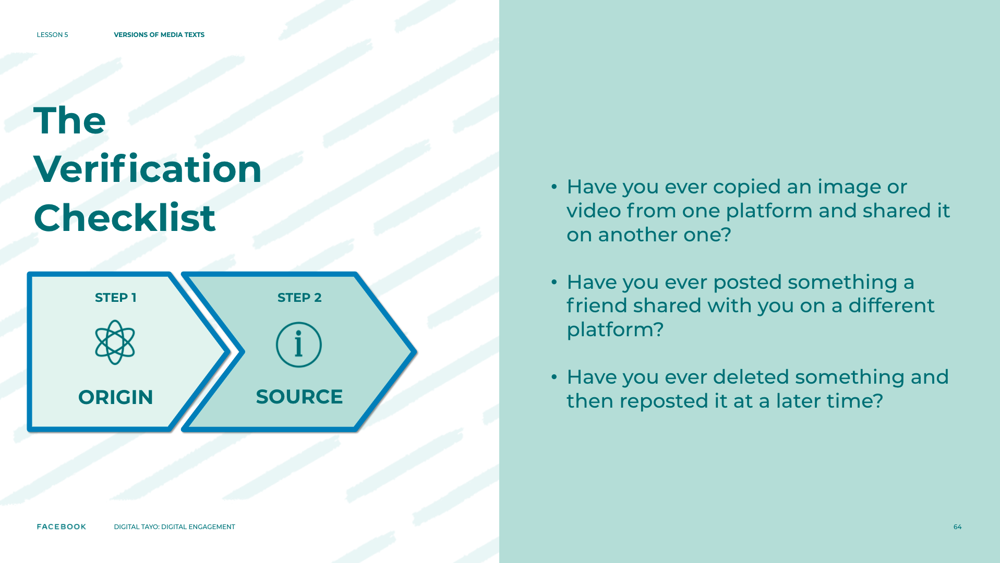 LESSON 5
VERSIONS OF MEDIA TEXTS
The
Verification
Checklist
STEP 1
ORIGIN
STEP 2
i
SOURCE
• Have you ever copied an image or
video from one platform and shared it
on another one?
• Have you ever posted something a
friend shared with you on a different
platform?
• Have you ever deleted something and
then reposted it at a later time?
FACEBOOK
DIGITAL TAYO: DIGITAL ENGAGEMENT
64